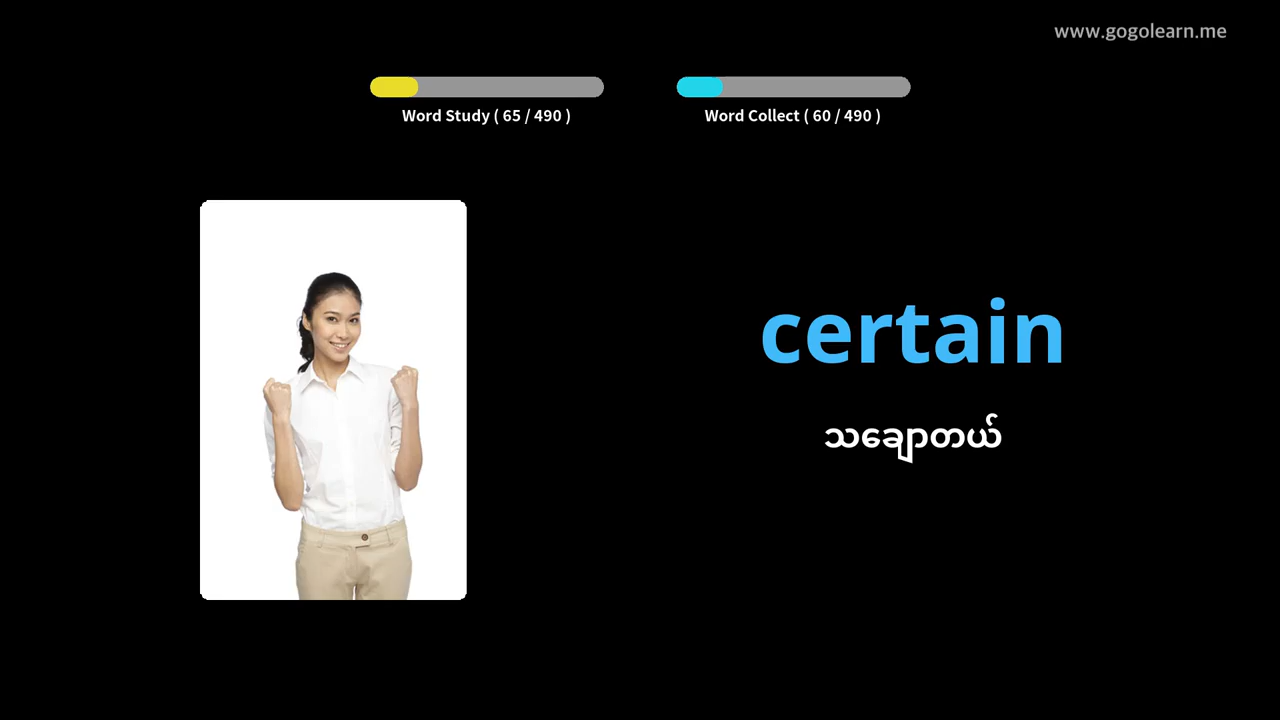 www.gogolearn.me
Word Study ( 65 / 490 )
Word Collect ( 60 / 490 )
certain
သချောတယ်